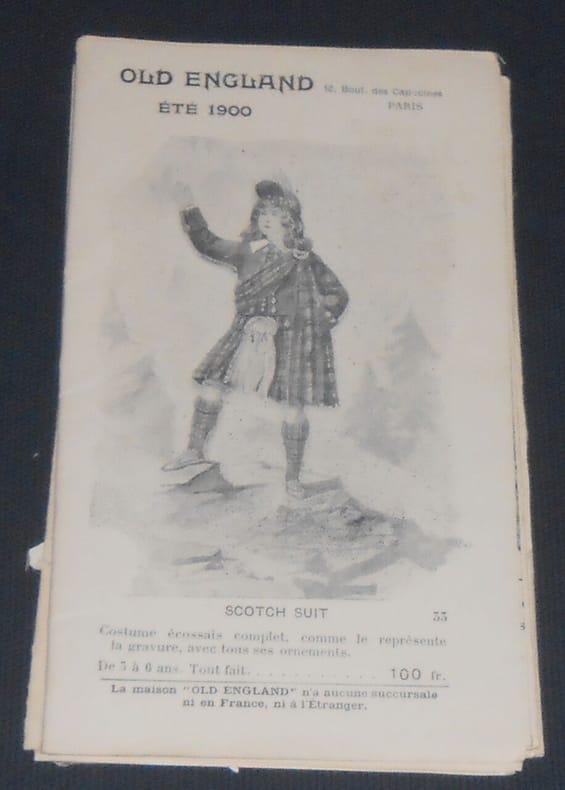 OLD ENGLAND 12, Boul. des Capucines
ÉTÉ 1900 PARIS
SCOTCH SUIT 33
Costume écossais complet, comme le représente
la gravure, avec tous ses ornements.
De 5 à 6 ans. Tout fait. . . . . . . . . . . . 100 fr.
La maison "OLD ENGLAND" n'a aucune succursale
ni en France, ni à l'Étranger.